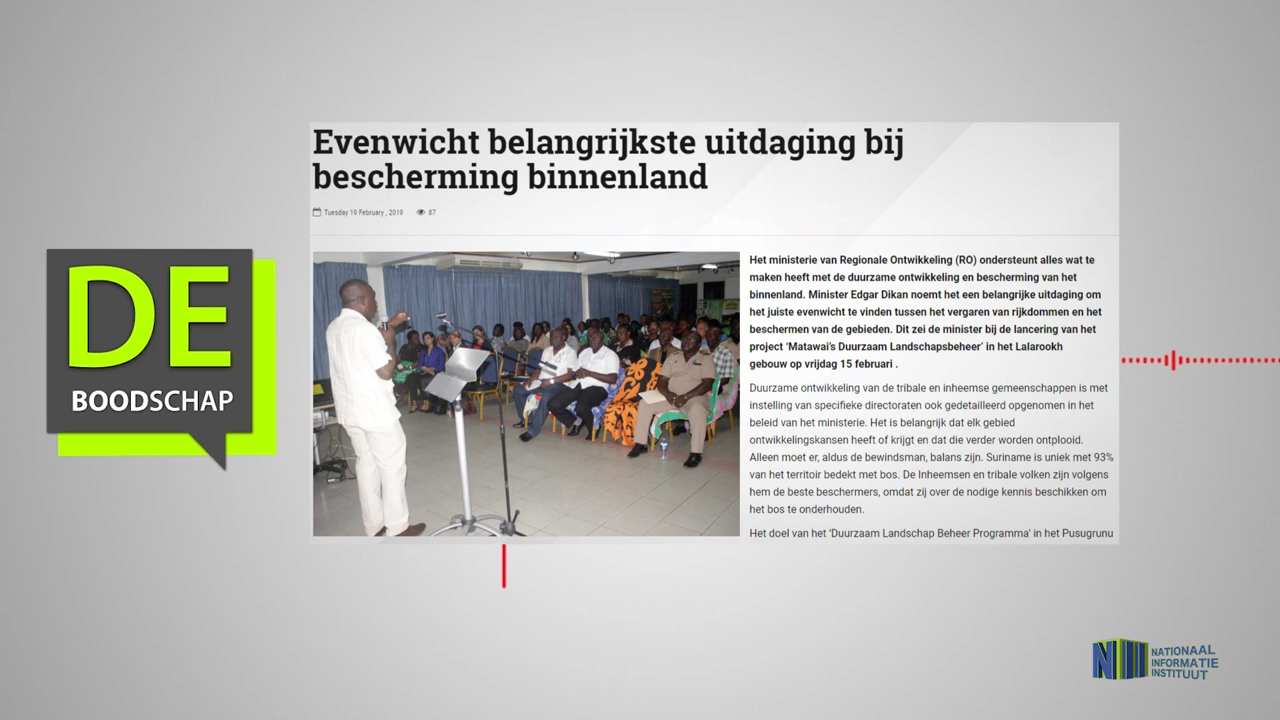 Evenwicht belangrijkste uitdaging bij
bescherming binnenland
Tuesday 19 February , 2019 87
DE
BOODSCHAP
Het ministerie van Regionale Ontwikkeling (RO) ondersteunt alles wat te
maken heeft met de duurzame ontwikkeling en bescherming van het
binnenland. Minister Edgar Dikan noemt het een belangrijke uitdaging om
het juiste evenwicht te vinden tussen het vergaren van rijkdommen en het
beschermen van de gebieden. Dit zei de minister bij de lancering van het
project ‘Matawai’s Duurzaam Landschapsbeheer’ in het Lalarookh
gebouw op vrijdag 15 februari .
Duurzame ontwikkeling van de tribale en inheemse gemeenschappen is met
instelling van specifieke directoraten ook gedetailleerd opgenomen in het
beleid van het ministerie. Het is belangrijk dat elk gebied
ontwikkelingskansen heeft of krijgt en dat die verder worden ontplooid.
Alleen moet er, aldus de bewindsman, balans zijn. Suriname is uniek met 93%
van het territoir bedekt met bos. De Inheemsen en tribale volken zijn volgens
hem de beste beschermers, omdat zij over de nodige kennis beschikken om
het bos te onderhouden.
Het doel van het ‘Duurzaam Landschap Beheer Programma’ in het Pusugrunu
NII
NATIONAAL
INFORMATIE
INSTITUUT